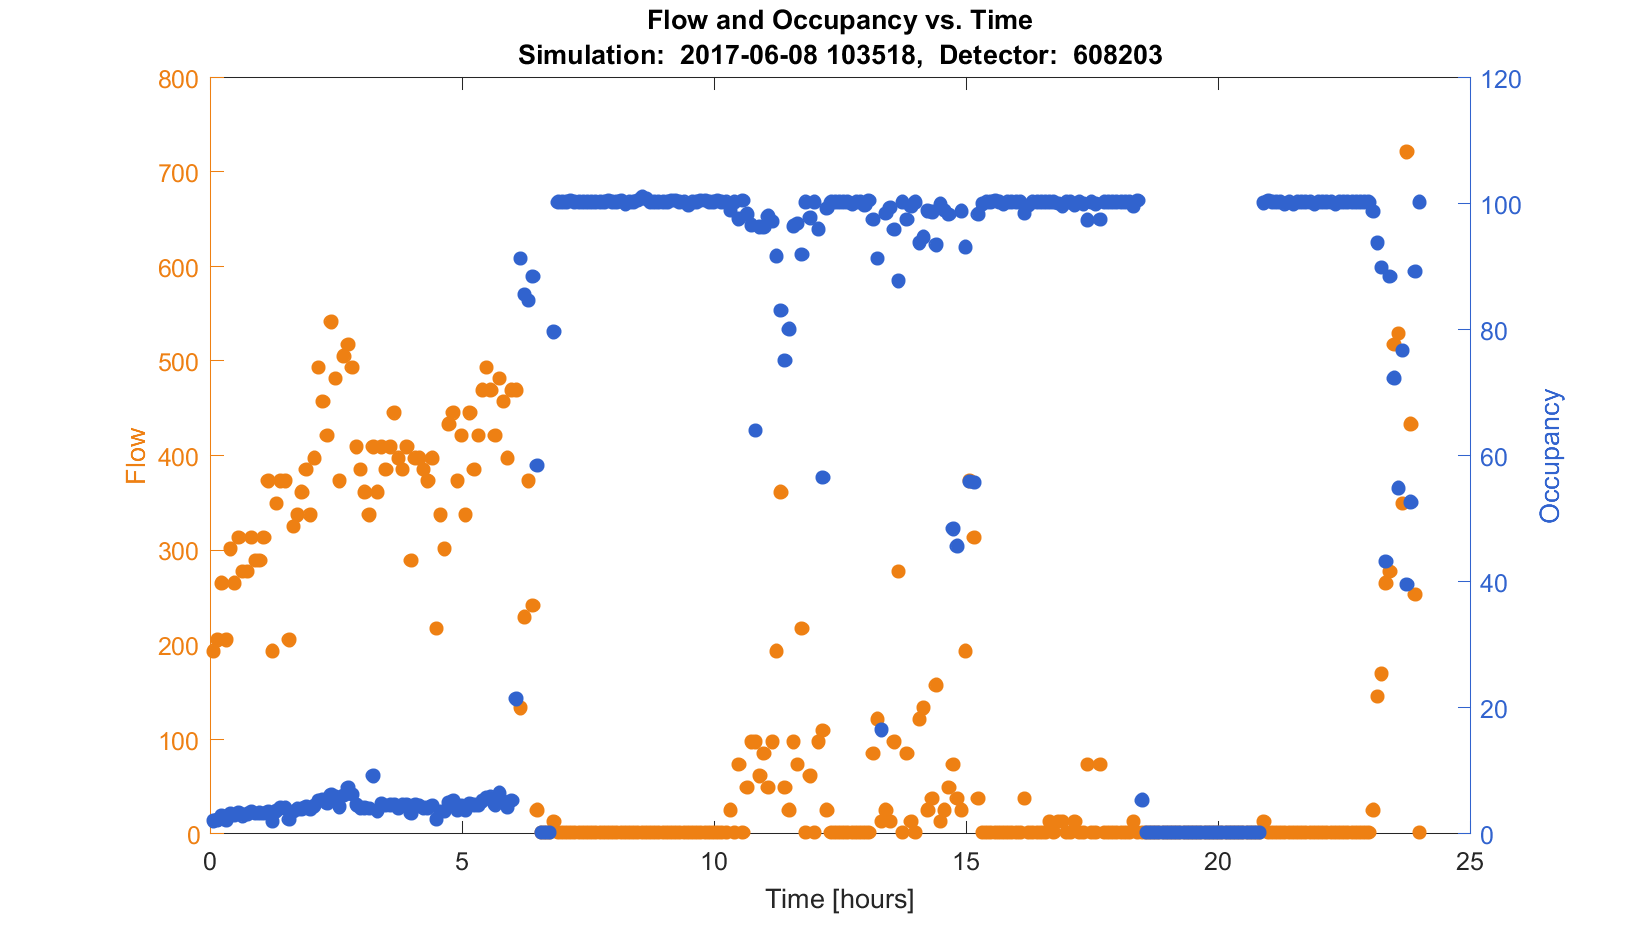 Flow and Occupancy vs. Time
Simulation:  2017-06-08 103518,  Detector:  608203
800
700
600
500
400
300
200
100
0
Flow
120
100
80
60
40
20
0
Occupancy
0 5 10 15 20 25
Time [hours]